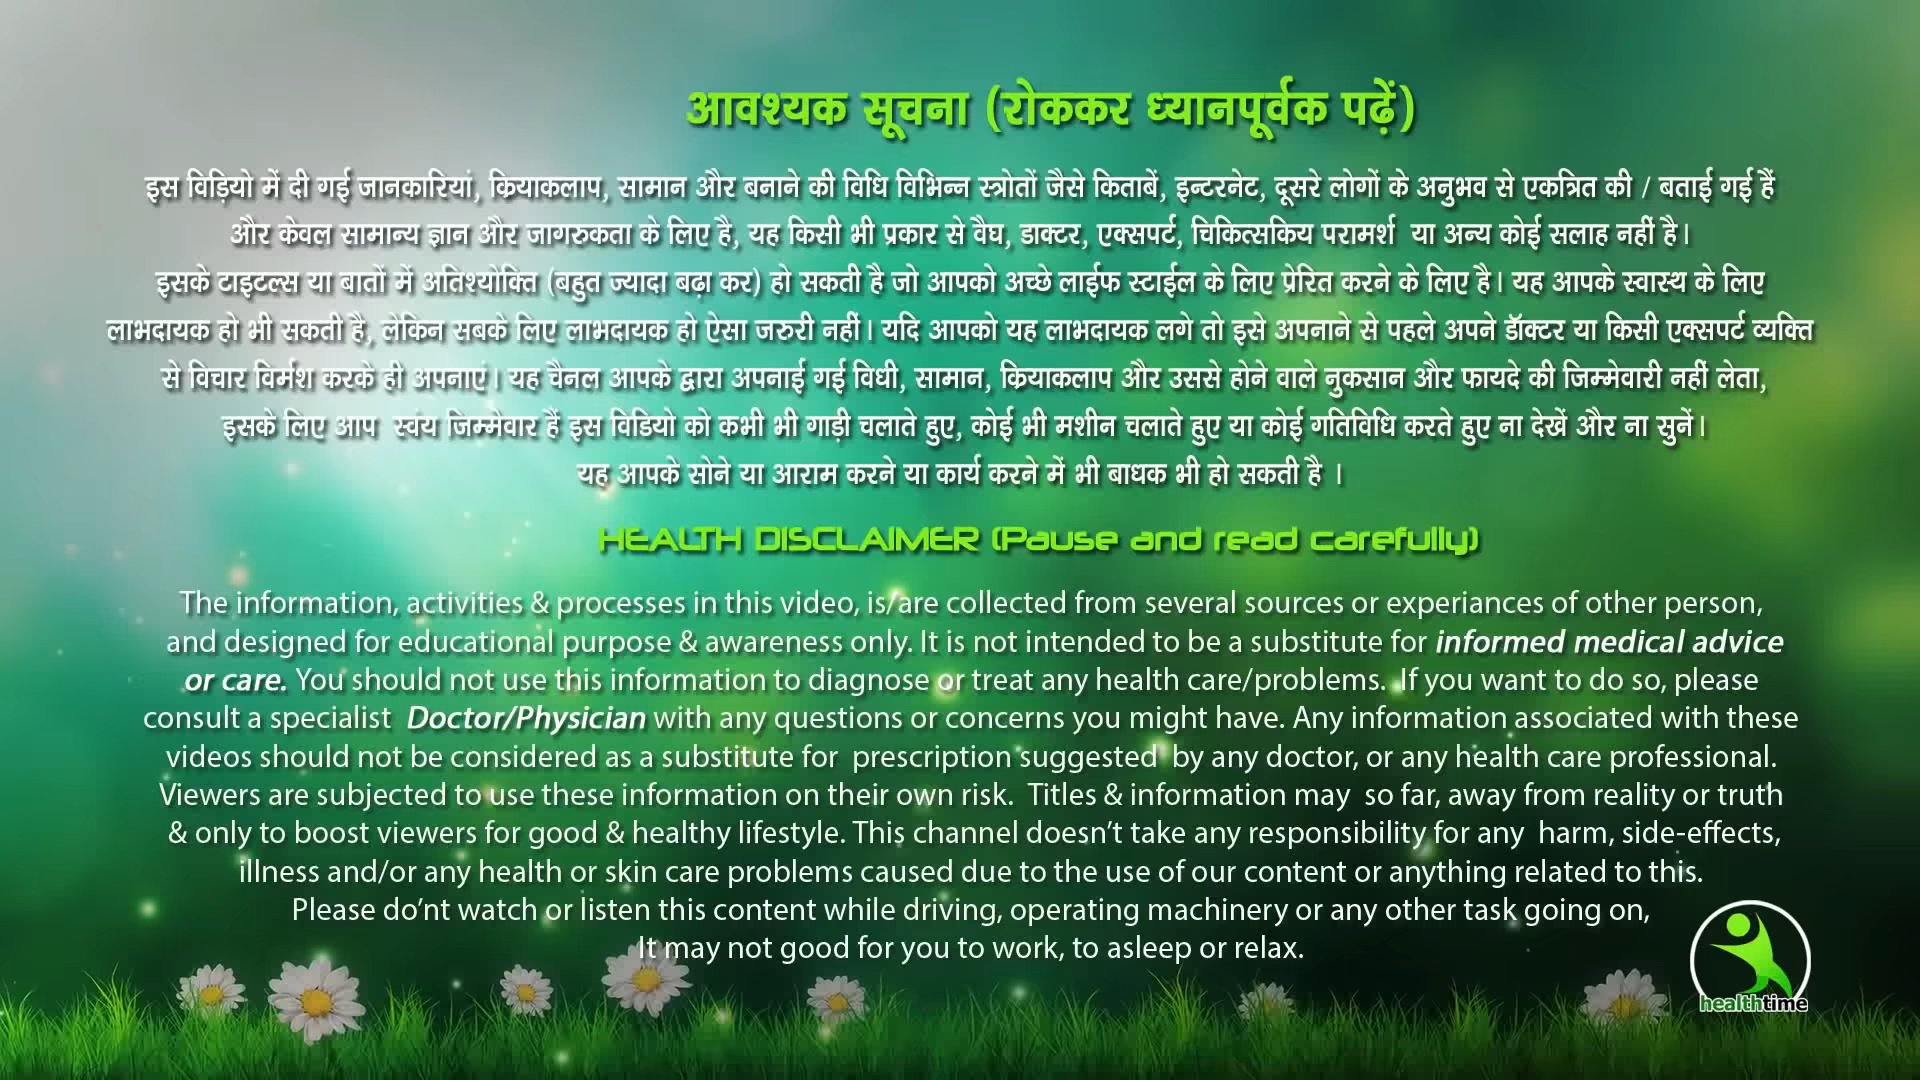 आवश्यक सूचना (रोककर ध्यानपूर्वक पढ़ें)
इस विडियो में दी गई जानकारियां, क्रियाकलाप, सामान और बनाने की विधि विभिन्न स्त्रोतों जैसे किताबें, इन्टरनेट, दूसरे लोगों के अनुभव से एकत्रित की / बताई गई हैं
और केवल सामान्य ज्ञान और जागरुकता के लिए है, यह किसी भी प्रकार से वैघ, डाक्टर, एक्सपर्ट, चिकित्सकिय परामर्श या अन्य कोई सलाह नहीं है।
इसके टाइटल्स या बातों में अतिश्योक्ति (बहुत ज्यादा बढ़ा कर) हो सकती है जो आपको अच्छे लाईफ स्टाईल के लिए प्रेरित करने के लिए है। यह आपके स्वास्थ के लिए
लाभदायक हो भी सकती है, लेकिन सबके लिए लाभदायक हो ऐसा जरुरी नहीं। यदि आपको यह लाभदायक लगे तो इसे अपनाने से पहले अपने डॅाक्टर या किसी एक्सपर्ट व्यक्ति
से विचार विर्मश करके ही अपनाएं। यह चैनल आपके द्वारा अपनाई गई विधी, सामान, क्रियाकलाप और उससे होने वाले नुकसान और फायदे की जिम्मेवारी नहीं लेता,
इसके लिए आप स्वंय जिम्मेवार हैं इस विडियो को कभी भी गाड़ी चलाते हुए, कोई भी मशीन चलाते हुए या कोई गतिविधि करते हुए ना देखें और ना सुनें।
यह आपके सोने या आराम करने या कार्य करने में भी बाधक भी हो सकती है ।
HEALTH DISCLAIMER (Pause and read carefully)
The information, activities & processes in this video, is/are collected from several sources or experiances of other person,
and designed for educational purpose & awareness only. It is not intended to be a substitute for informed medical advice
or care. You should not use this information to diagnose or treat any health care/problems. If you want to do so, please
consult a specialist Doctor/Physician with any questions or concerns you might have. Any information associated with these
videos should not be considered as a substitute for prescription suggested by any doctor, or any health care professional.
Viewers are subjected to use these information on their own risk. Titles & information may so far, away from reality or truth
& only to boost viewers for good & healthy lifestyle. This channel doesn't take any responsibility for any harm, side-effects,
illness and/or any health or skin care problems caused due to the use of our content or anything related to this.
Please do'nt watch or listen this content while driving, operating machinery or any other task going on,
It may not good for you to work, to asleep or relax.
healthtime